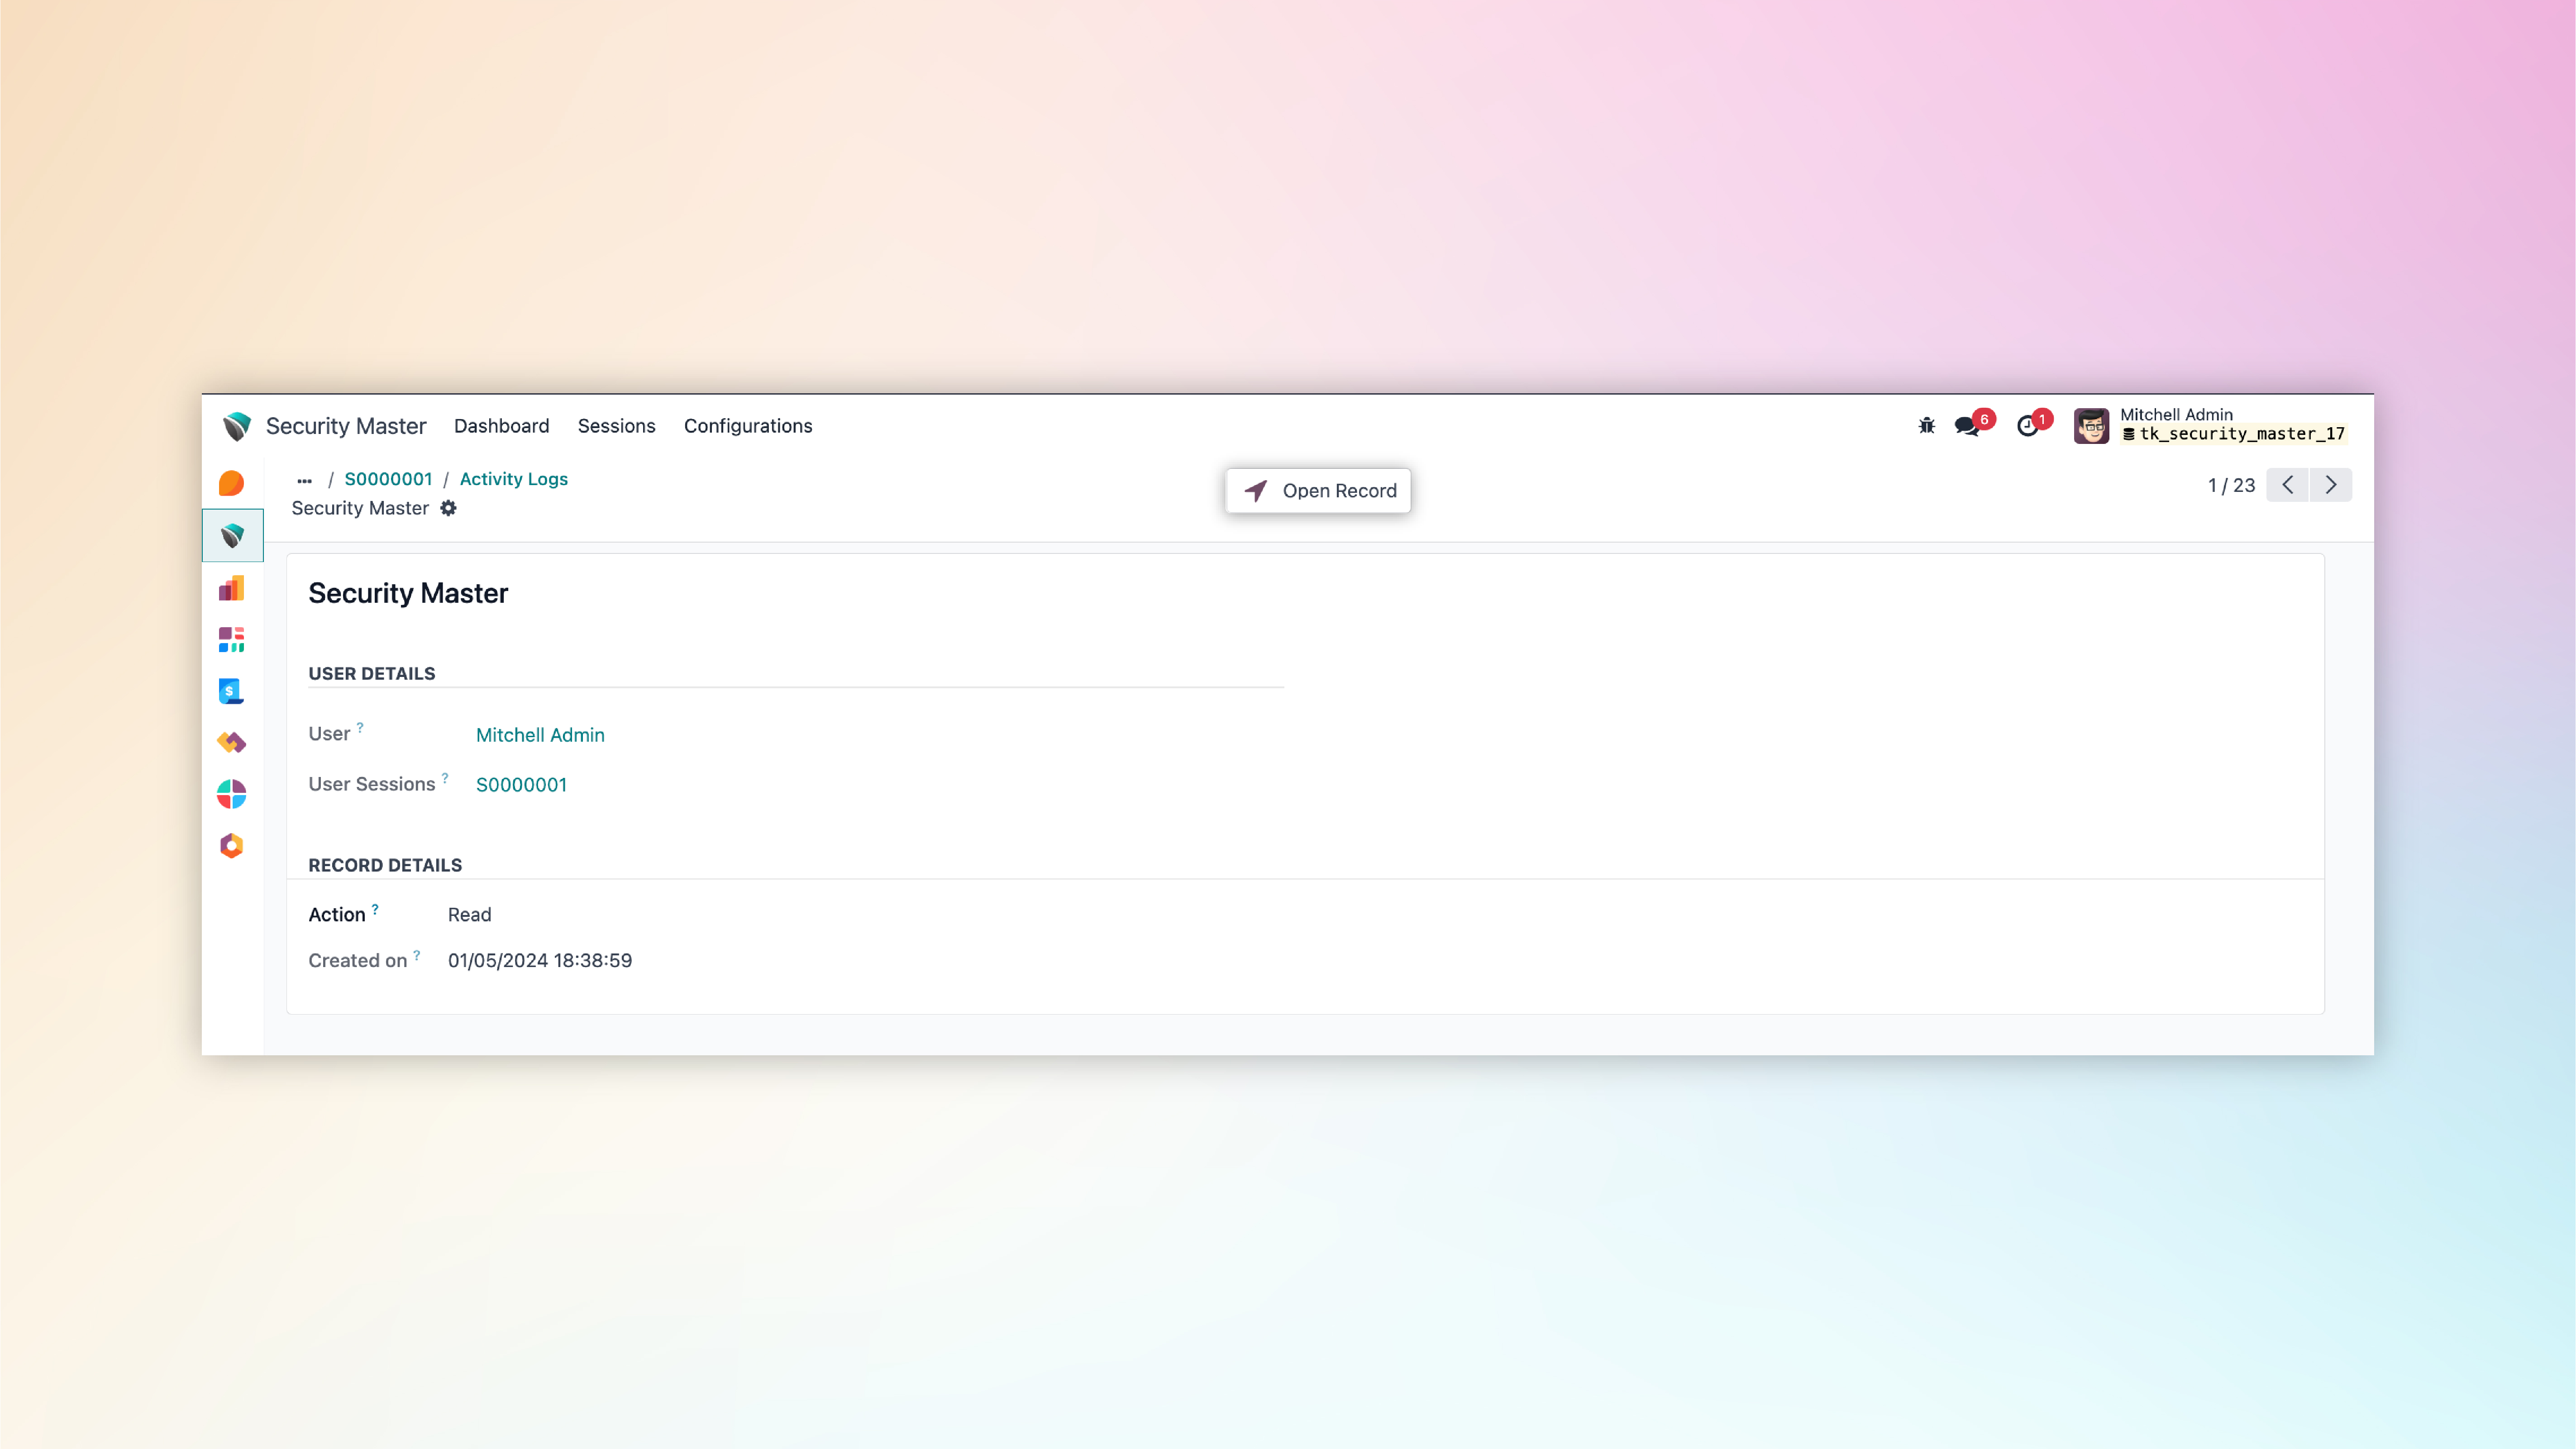 Security Master Dashboard Sessions Configurations 6 1 Mitchell Admin
tk_security_master_17
... / S0000001 / Activity Logs
Security Master
Open Record
1 / 23
Security Master
USER DETAILS
User ? Mitchell Admin
User Sessions ? S0000001
RECORD DETAILS
Action ? Read
Created on ? 01/05/2024 18:38:59